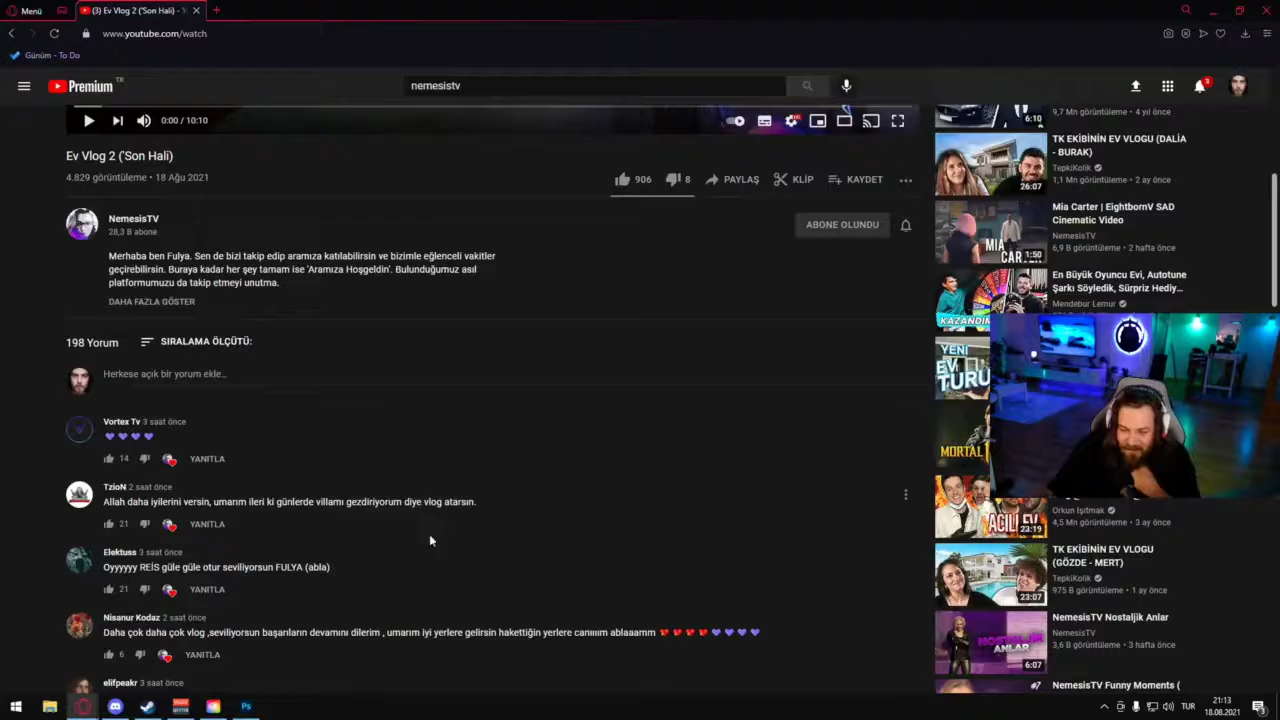 Menü
(3) Ev Vlog 2 ('Son Hali) -
www.youtube.com/watch
Günüm - To Do
Premium TR
nemesistv
3
0:00 / 10:10
Ev Vlog 2 ('Son Hali)
4.829 görüntüleme • 18 Ağu 2021
906
8
PAYLAŞ
KLİP
KAYDET
NemesisTV
28,3 B abone
ABONE OLUNDU
Merhaba ben Fulya. Sen de bizi takip edip aramıza katılabilirsin ve bizimle eğlenceli vakitler
geçirebilirsin. Buraya kadar her şey tamam ise 'Aramıza Hoşgeldin'. Bulunduğumuz asıl
platformumuzu da takip etmeyi unutma.
DAHA FAZLA GÖSTER
198 Yorum
SIRALAMA ÖLÇÜTÜ:
Herkese açık bir yorum ekle...
Vortex Tv 3 saat önce
💜💜💜💜
14 YANITLA
TzioN 2 saat önce
Allah daha iyilerini versin, umarım ileri ki günlerde villamı gezdiriyorum diye vlog atarsın.
21 YANITLA
Elektuss 3 saat önce
Oyyyyyy REİS güle güle otur seviliyorsun FULYA (abla)
21 YANITLA
Nisanur Kodaz 2 saat önce
Daha çok daha çok vlog ,seviliyorsun başarıların devamını dilerim , umarım iyi yerlere gelirsin hakettiğin yerlere canıııım ablaaamm
6 YANITLA
elifpeakr 3 saat önce
9,7 Mn görüntüleme • 4 yıl önce
6:10
TK EKİBİNİN EV VLOGU (DALİA
- BURAK)
TepkiKolik
1,1 Mn görüntüleme • 2 ay önce
26:07
Mia Carter | EightbornV SAD
Cinematic Video
NemesisTV
6,9 B görüntüleme • 2 hafta önce
MIA
CARTER
1:50
En Büyük Oyuncu Evi, Autotune
Şarkı Söyledik, Sürpriz Hediy...
Mendebur Lemur
KAZANDIK
YENİ
EV
TURU
MORTAL
AÇILI EV
23:19
Orkun Işıtmak
4,5 Mn görüntüleme • 3 ay önce
TK EKİBİNİN EV VLOGU
(GÖZDE - MERT)
TepkiKolik
975 B görüntüleme • 1 ay önce
23:07
NemesisTV Nostaljik Anlar
NemesisTV
3,6 B görüntüleme • 3 hafta önce
NOSTALJİK
ANLAR
6:07
#7
NemesisTV Funny Moments (
TUR
21:13
18.08.2021
3